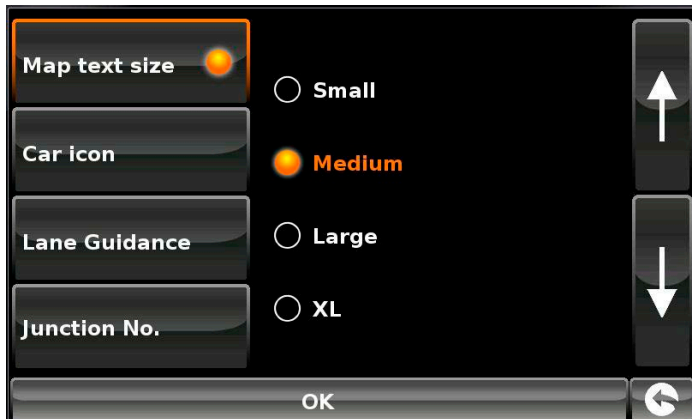 Map text size
Car icon
Lane Guidance
Junction No.
Small
Medium
Large
XL
OK